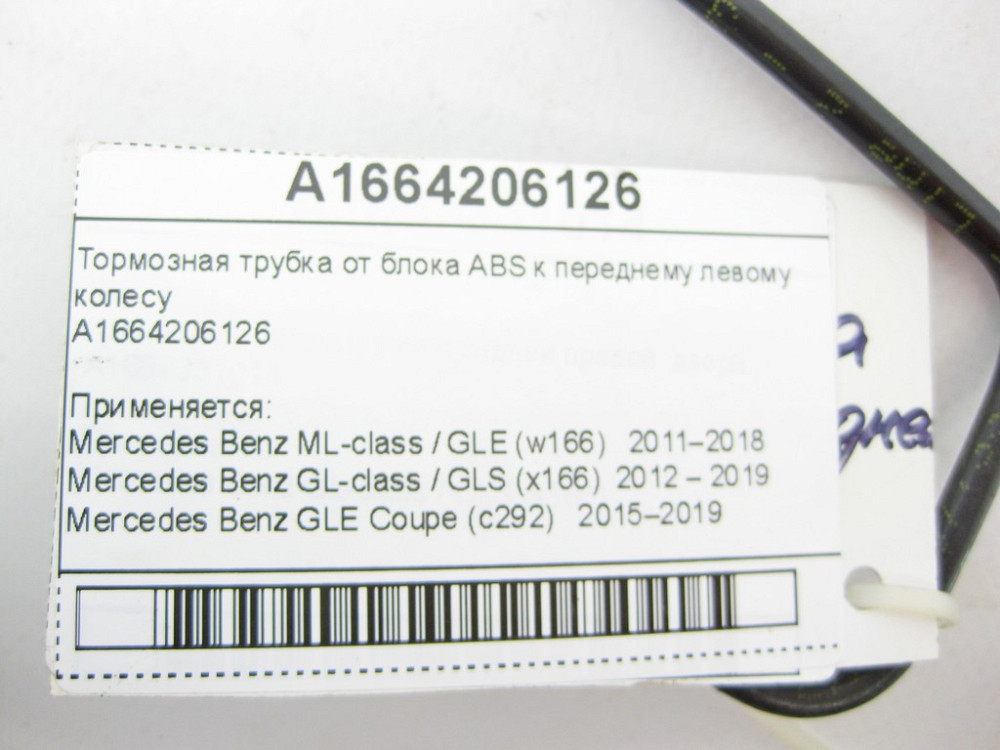 A1664206126
Тормозная трубка от блока ABS к переднему левому
колесу
A1664206126
Применяется:
Mercedes Benz ML-class / GLE (w166) 2011–2018
Mercedes Benz GL-class / GLS (x166) 2012 – 2019
Mercedes Benz GLE Coupe (c292) 2015–2019